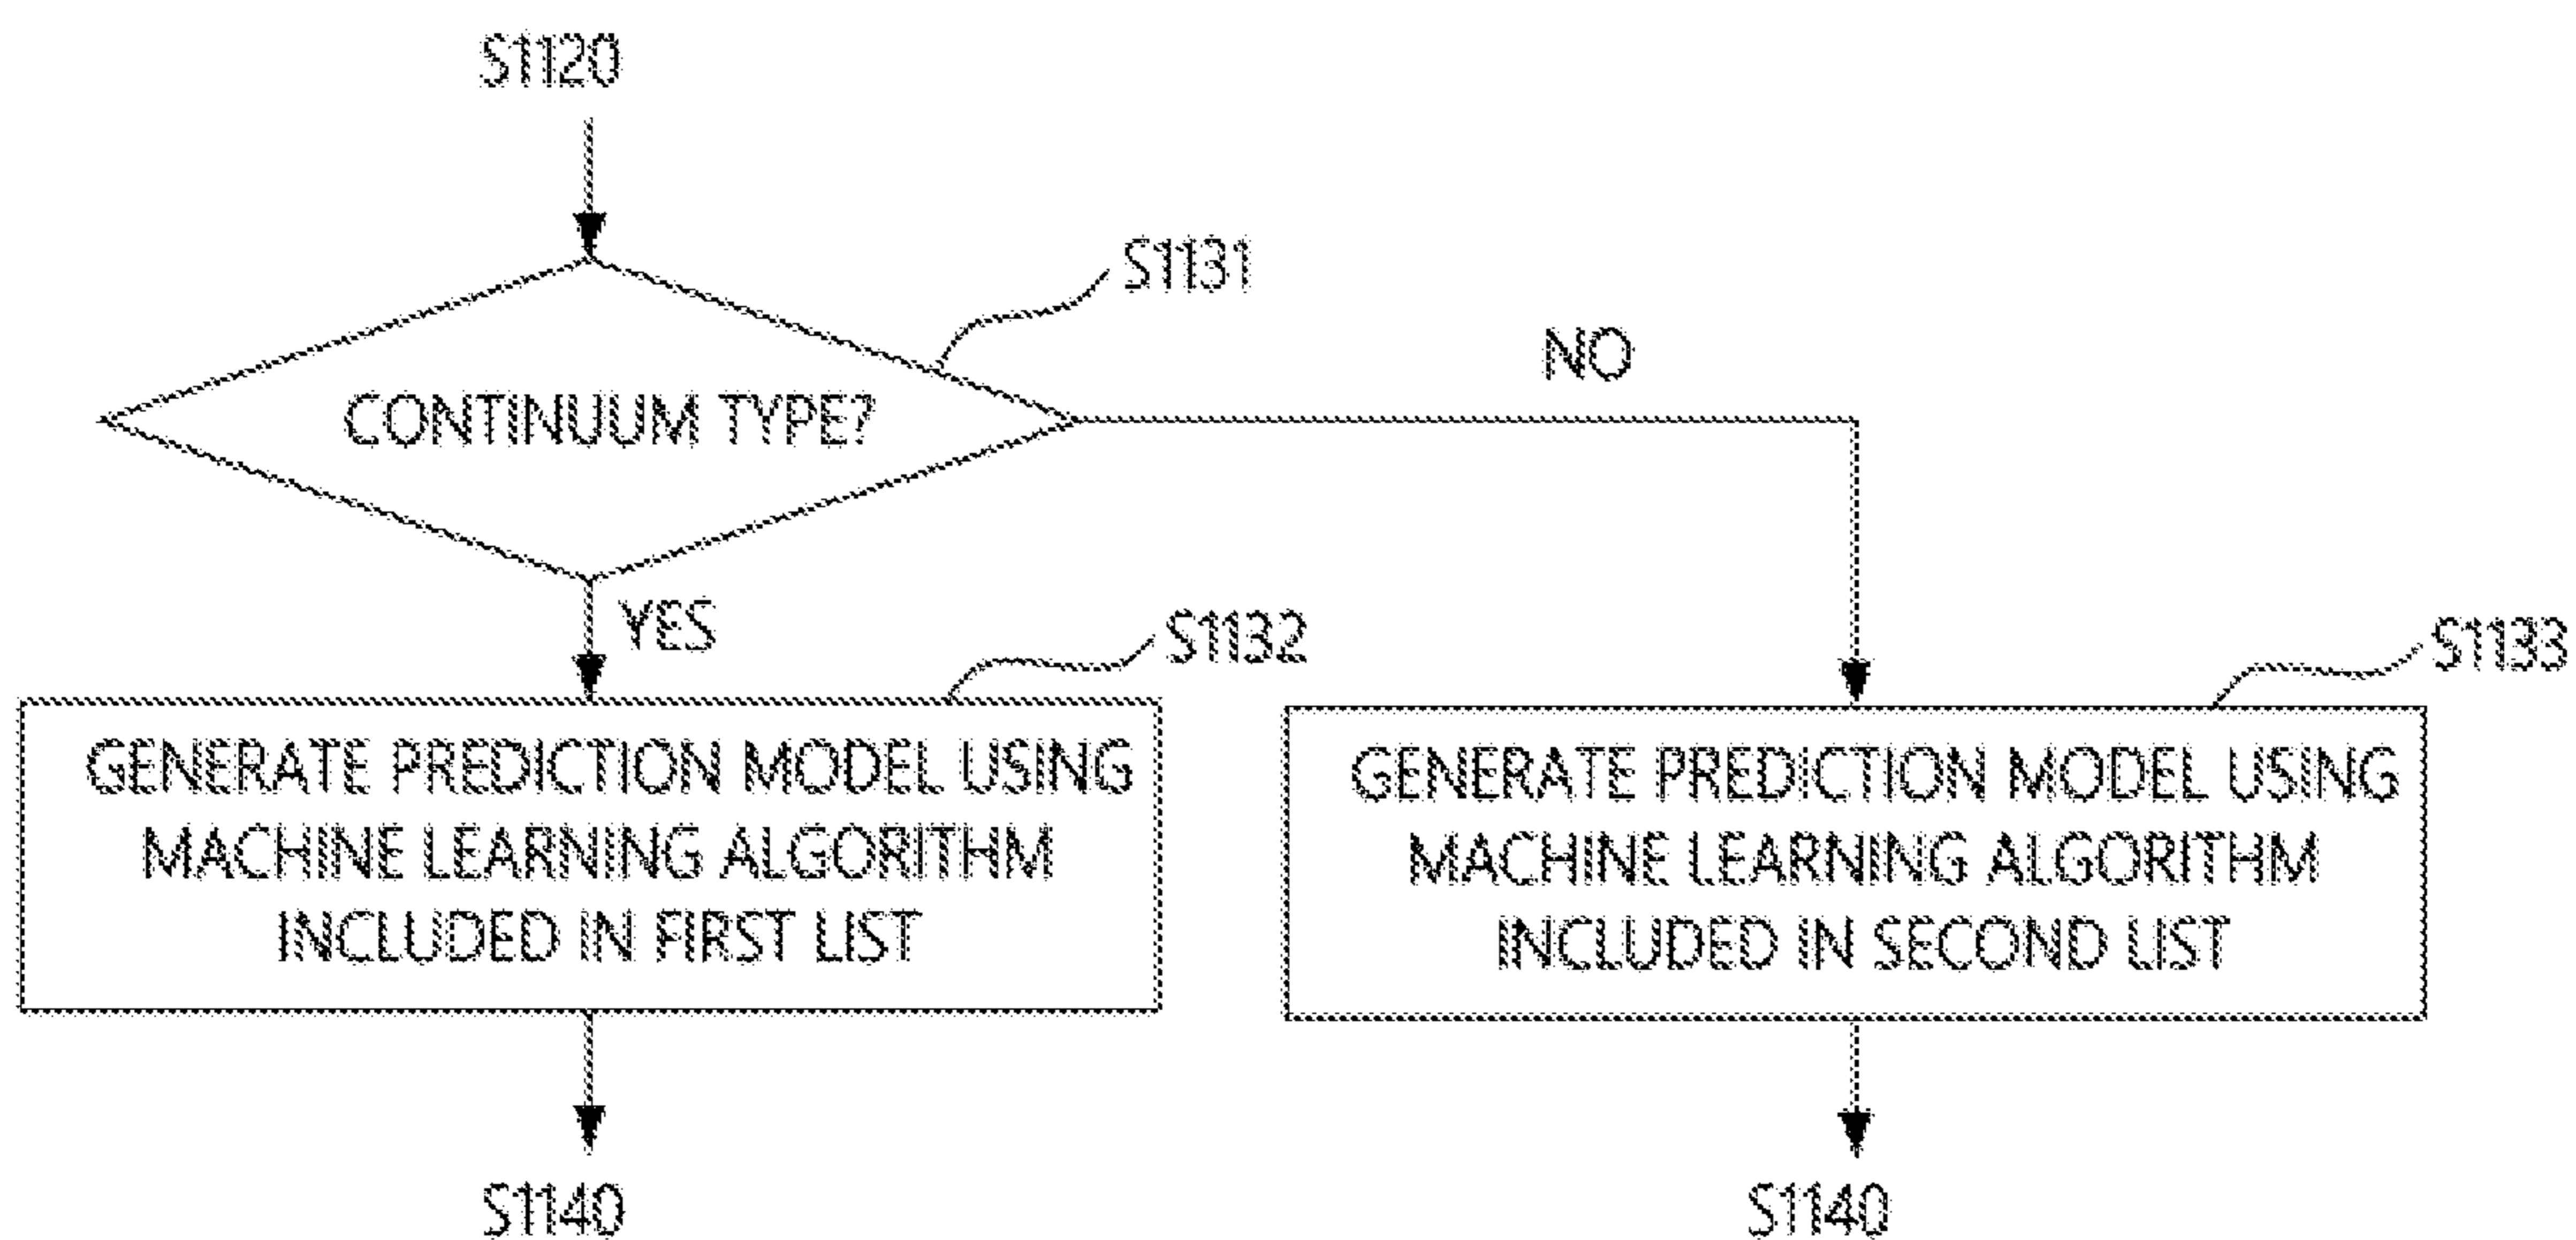 S1120
S1131
CONTINUUM TYPE?
NO
YES
S1132
S1133
GENERATE PREDICTION MODEL USING
MACHINE LEARNING ALGORITHM
INCLUDED IN FIRST LIST
GENERATE PREDICTION MODEL USING
MACHINE LEARNING ALGORITHM
INCLUDED IN SECOND LIST
S1140
S1140